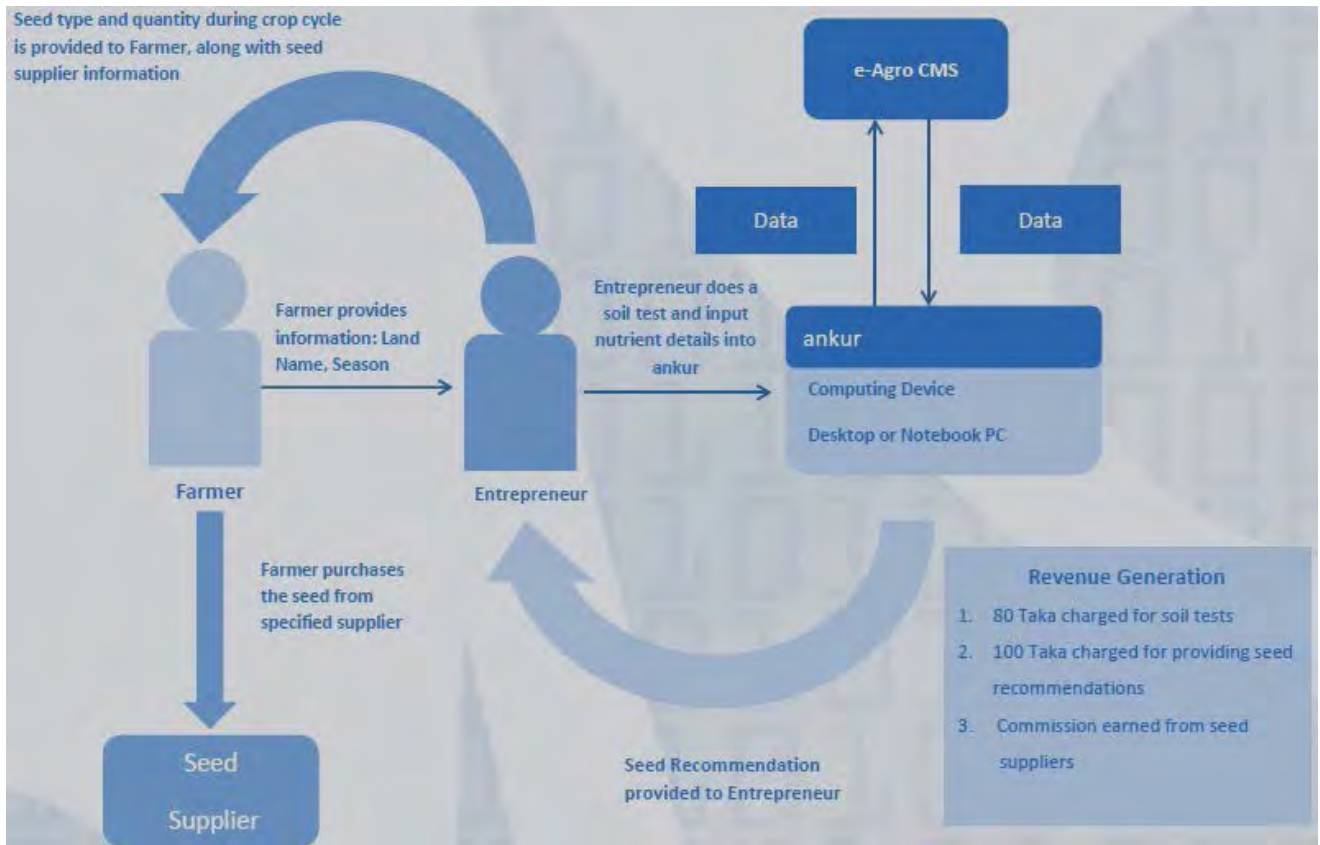 Seed type and quantity during crop cycle
is provided to Farmer, along with seed
supplier information
e-Agro CMS
Data
Data
Farmer provides
information: Land
Name, Season
Entrepreneur does a
soil test and input
nutrient details into
ankur
ankur
Computing Device
Desktop or Notebook PC
Farmer
Entrepreneur
Farmer purchases
the seed from
specified supplier
Seed
Supplier
Seed Recommendation
provided to Entrepreneur
Revenue Generation
1. 80 Taka charged for soil tests
2. 100 Taka charged for providing seed
recommendations
3. Commission earned from seed
suppliers